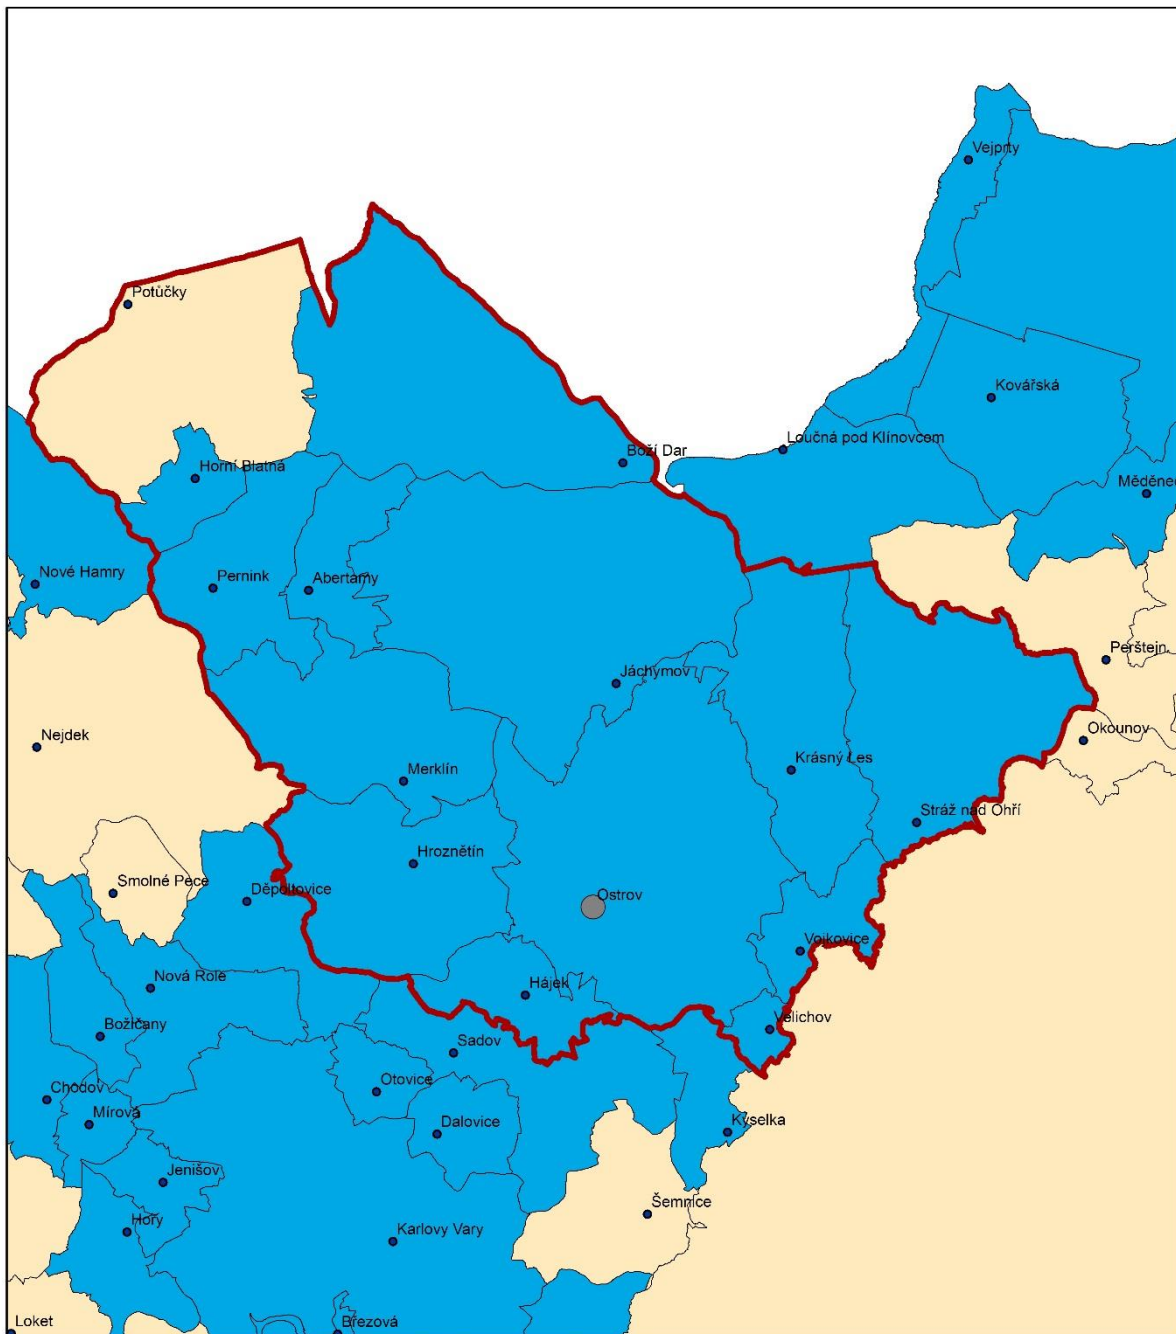 Vejprty
Potůčky
Kovářská
Loučná pod Klínovcem
Boží Dar
Horní Blatná
Měděnec
Nové Hamry
Pernink
Abertamy
Perštejn
Jáchymov
Okounov
Nejdek
Krásný Les
Merklín
Stráž nad Ohří
Hroznětín
Smolné Pece
Děpoltovice
Ostrov
Vojkovice
Nová Role
Hájek
Božičany
Velichov
Sadov
Otovice
Chodov
Mírová
Dalovice
Kyselka
Jenišov
Šemnice
Hory
Karlovy Vary
Loket
Březová